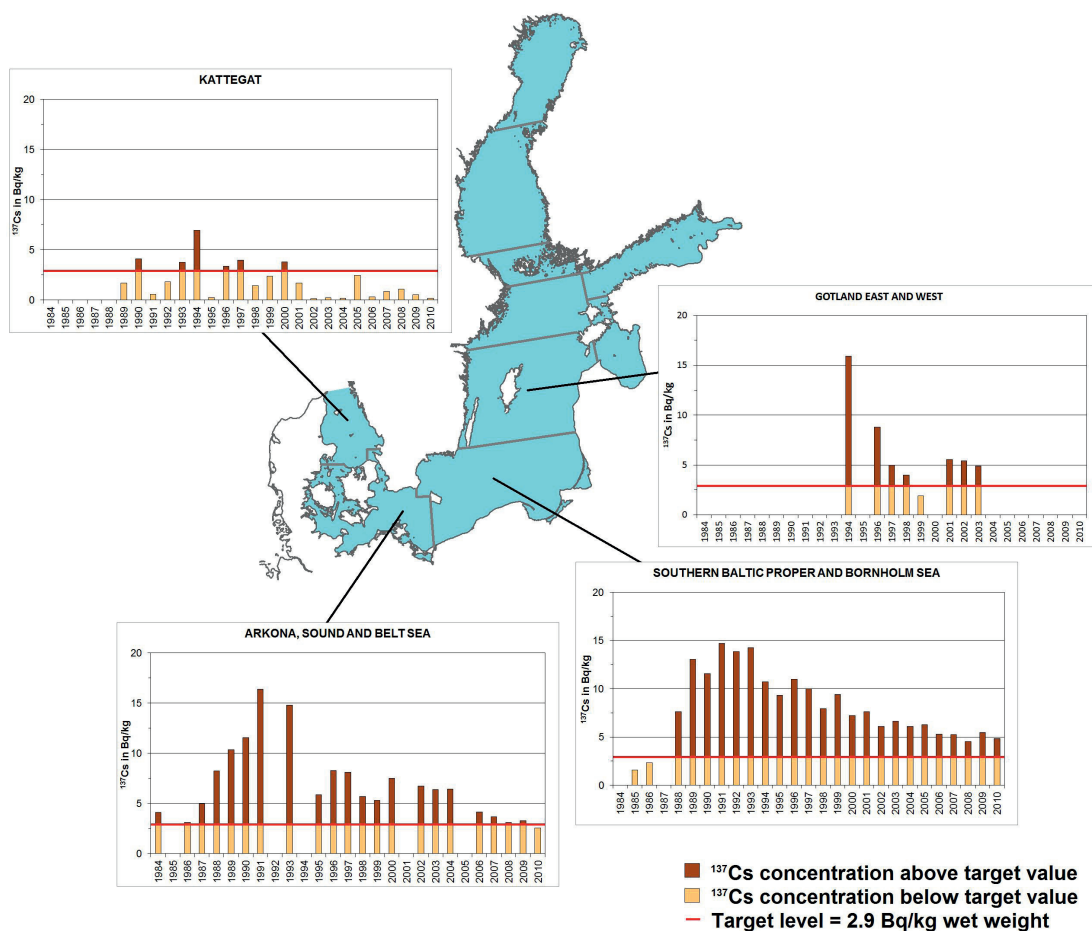 KATTEGAT
20
15
10
5
0
¹³⁷Cs in Bq/kg
1984 1985 1986 1987 1988 1989 1990 1991 1992 1993 1994 1995 1996 1997 1998 1999 2000 2001 2002 2003 2004 2005 2006 2007 2008 2009 2010
GOTLAND EAST AND WEST
20
15
10
5
0
¹³⁷Cs in Bq/kg
1984 1985 1986 1987 1988 1989 1990 1991 1992 1993 1994 1995 1996 1997 1998 1999 2000 2001 2002 2003 2004 2005 2006 2007 2008 2009 2010
SOUTHERN BALTIC PROPER AND BORNHOLM SEA
20
15
10
5
0
¹³⁷Cs in Bq/kg
1984 1985 1986 1987 1988 1989 1990 1991 1992 1993 1994 1995 1996 1997 1998 1999 2000 2001 2002 2003 2004 2005 2006 2007 2008 2009 2010
ARKONA, SOUND AND BELT SEA
20
15
10
5
0
¹³⁷Cs in Bq/kg
1984 1985 1986 1987 1988 1989 1990 1991 1992 1993 1994 1995 1996 1997 1998 1999 2000 2001 2002 2003 2004 2005 2006 2007 2008 2009 2010
¹³⁷Cs concentration above target value
¹³⁷Cs concentration below target value
Target level = 2.9 Bq/kg wet weight